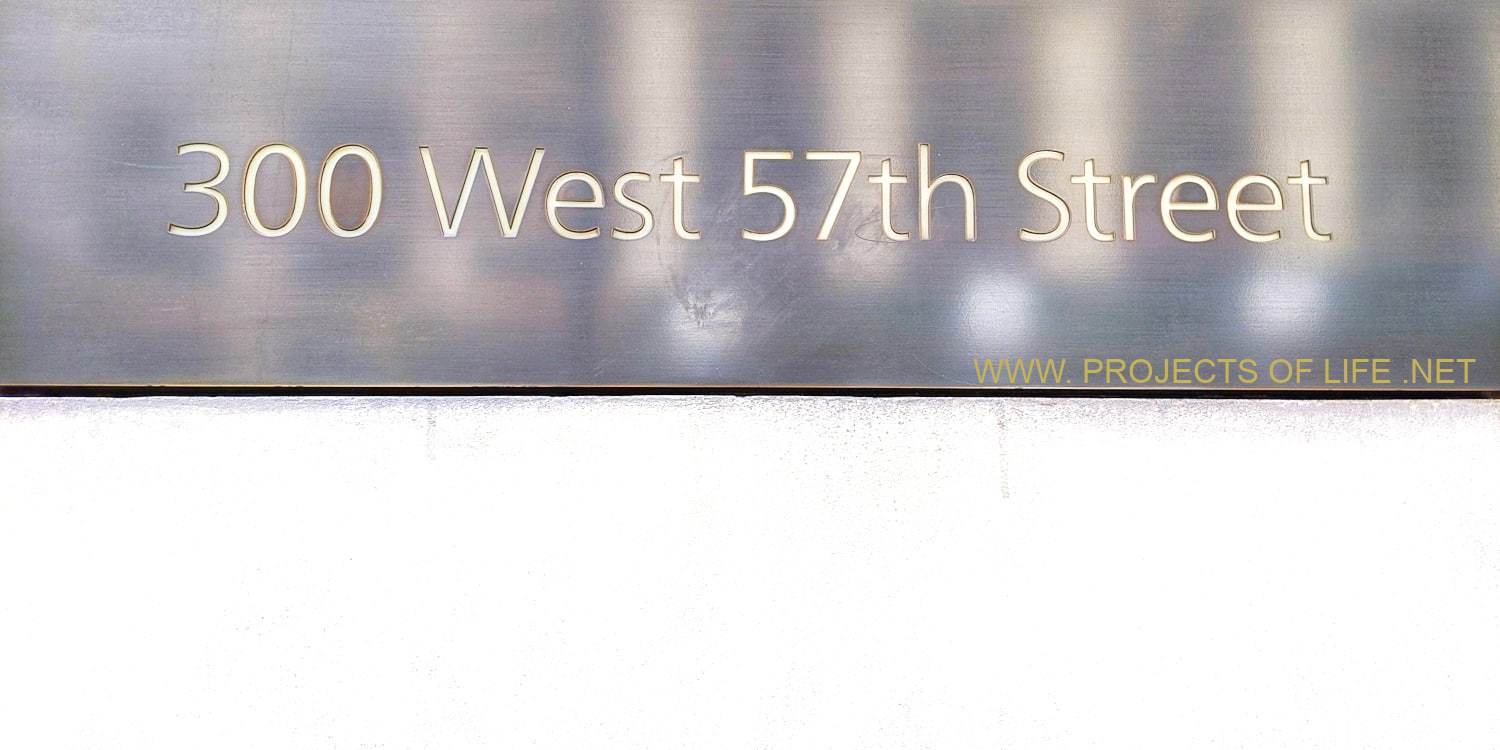 300 West 57th Street
WWW. PROJECTS OF LIFE .NET